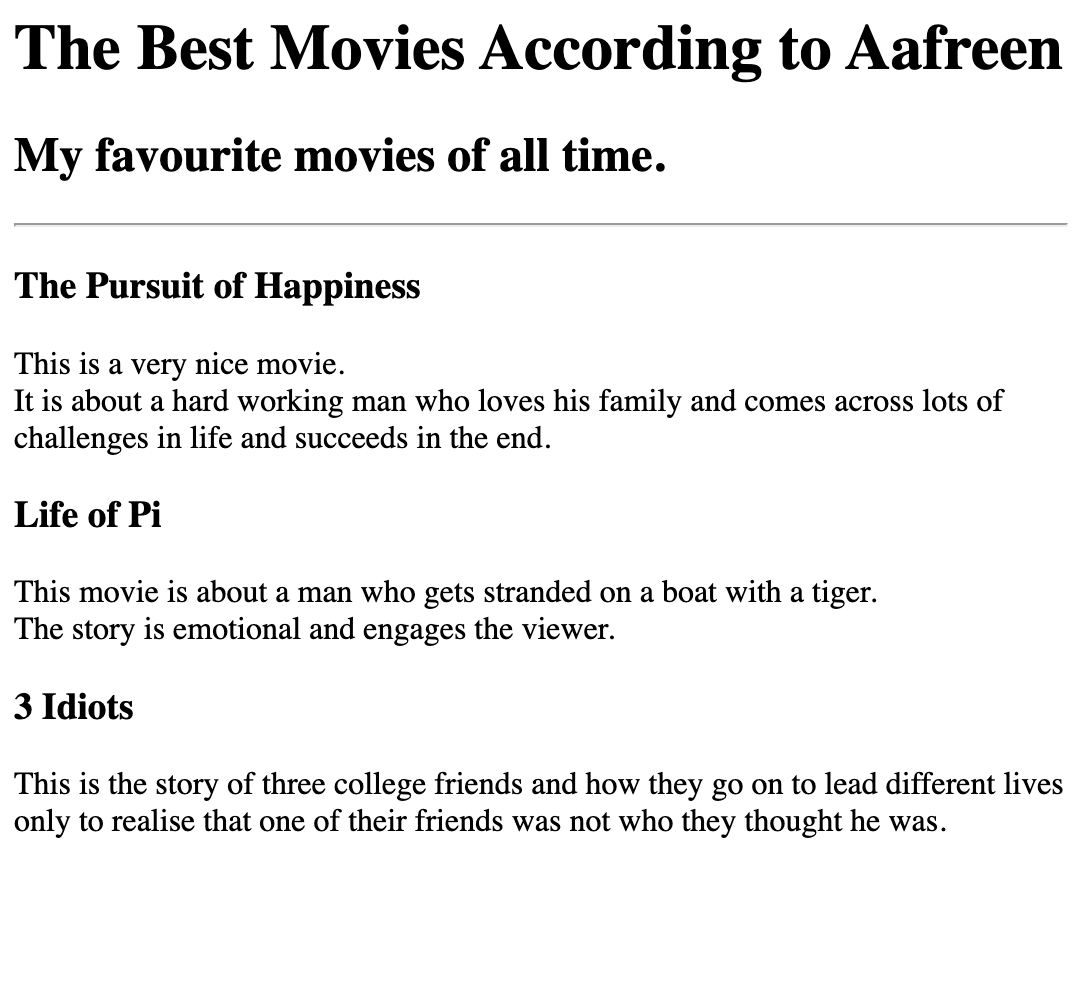 The Best Movies According to Aafreen
My favourite movies of all time.
The Pursuit of Happiness
This is a very nice movie.
It is about a hard working man who loves his family and comes across lots of
challenges in life and succeeds in the end.
Life of Pi
This movie is about a man who gets stranded on a boat with a tiger.
The story is emotional and engages the viewer.
3 Idiots
This is the story of three college friends and how they go on to lead different lives
only to realise that one of their friends was not who they thought he was.